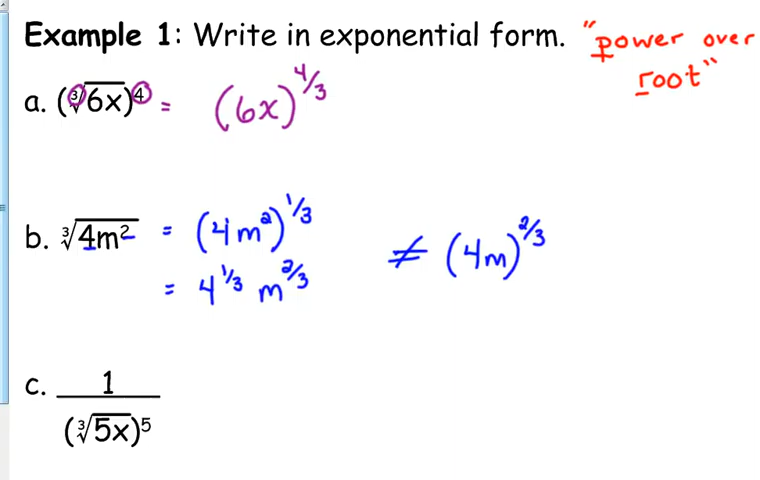 Example 1: Write in exponential form. "power over
root"
a. (∛6x)⁴ = (6x)^4/3
b. ∛4m² = (4m²)^1/3 ≠ (4m)^2/3
= 4^1/3 m^2/3
c. 1
(∛5x)⁵